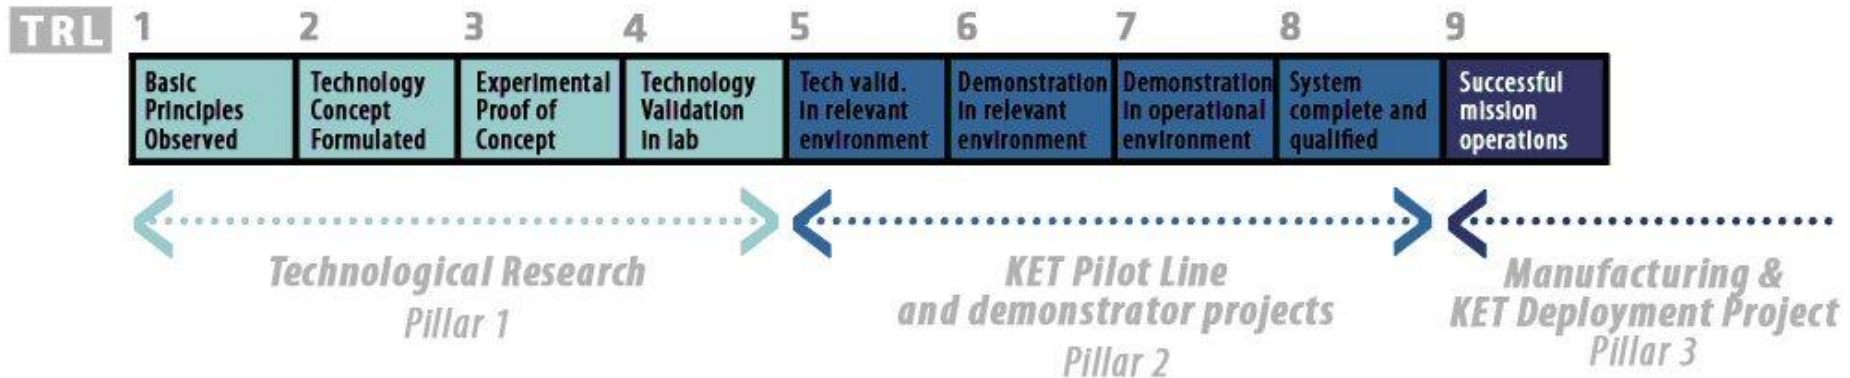 TRL 1 2 3 4 5 6 7 8 9
Basic
Principles
Observed
Technology
Concept
Formulated
Experimental
Proof of
Concept
Technology
Validation
in lab
Tech valid.
in relevant
environment
Demonstration
in relevant
environment
Demonstration
in operational
environment
System
complete and
qualified
Successful
mission
operations
Technological Research
Pillar 1
KET Pilot Line
and demonstrator projects
Pillar 2
Manufacturing &
KET Deployment Project
Pillar 3